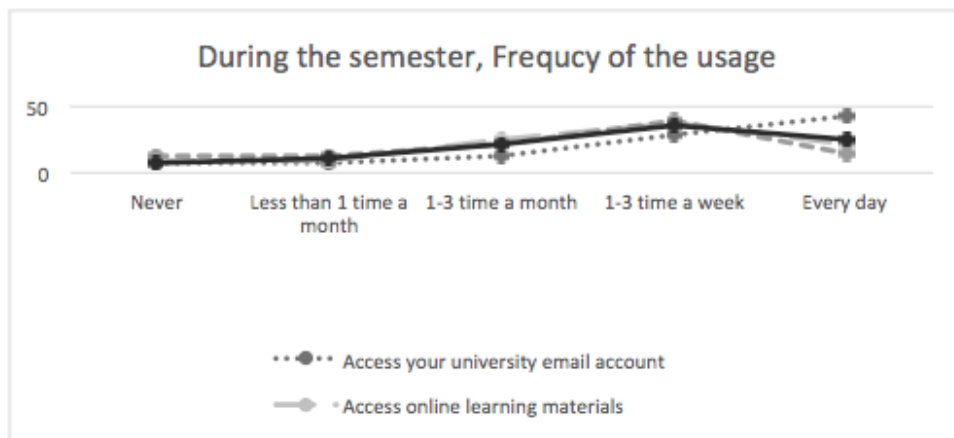 During the semester, Frequcy of the usage
50
0
Never
Less than 1 time a
month
1-3 time a month
1-3 time a week
Every day
Access your university email account
Access online learning materials